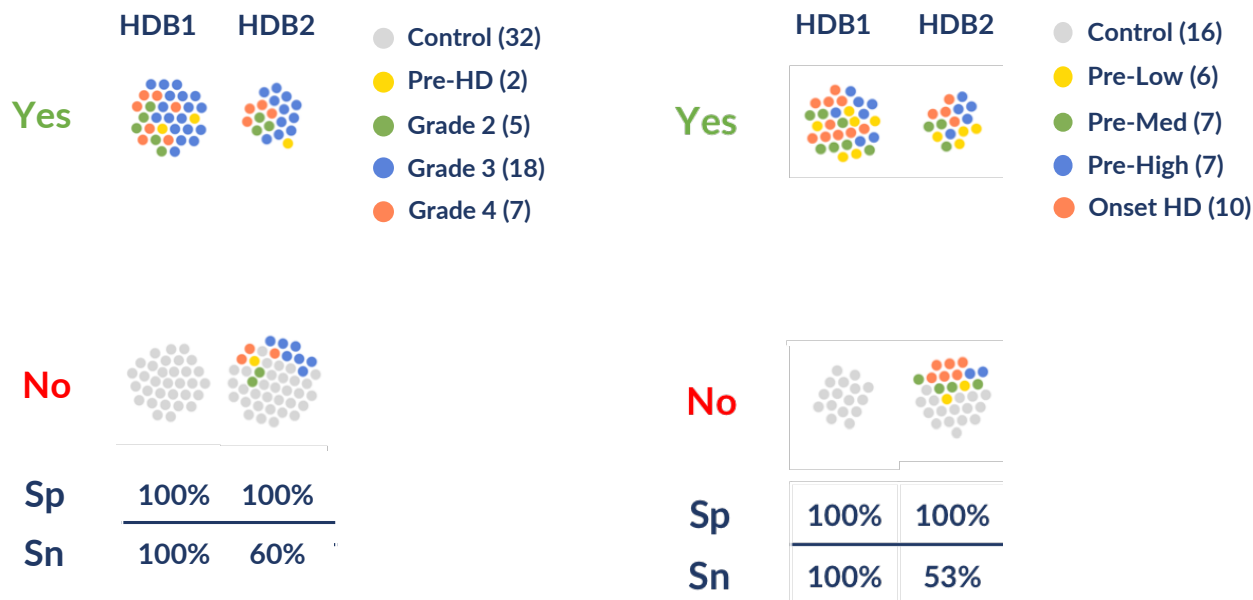 HDB1 HDB2
Control (32)
Pre-HD (2)
Grade 2 (5)
Grade 3 (18)
Grade 4 (7)
Yes
No
Sp 100% 100%
Sn 100% 60%
HDB1 HDB2
Control (16)
Pre-Low (6)
Pre-Med (7)
Pre-High (7)
Onset HD (10)
Yes
No
Sp 100% 100%
Sn 100% 53%